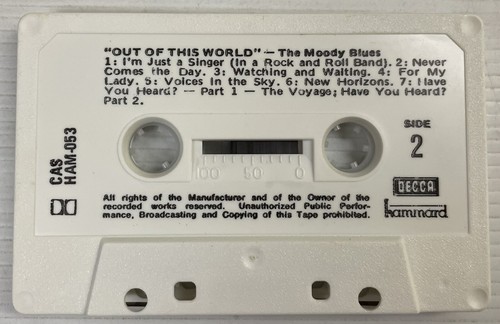 "OUT OF THIS WORLD" — The Moody Blues
1: I'm Just a Singer (In a Rock and Roll Band). 2: Never
Comes the Day. 3: Watching and Waiting. 4: For My
Lady. 5: Voices In the Sky. 6: New Horizons. 7: Have
You Heard? — Part 1 — The Voyage; Have You Heard?
Part 2.
SIDE
2
CAS
HAM-053
100 50 0
DECCA
hammard
All rights of the Manufacturer and of the Owner of the
recorded works reserved. Unauthorized Public Perfor-
mance, Broadcasting and Copying of this Tape prohibited.